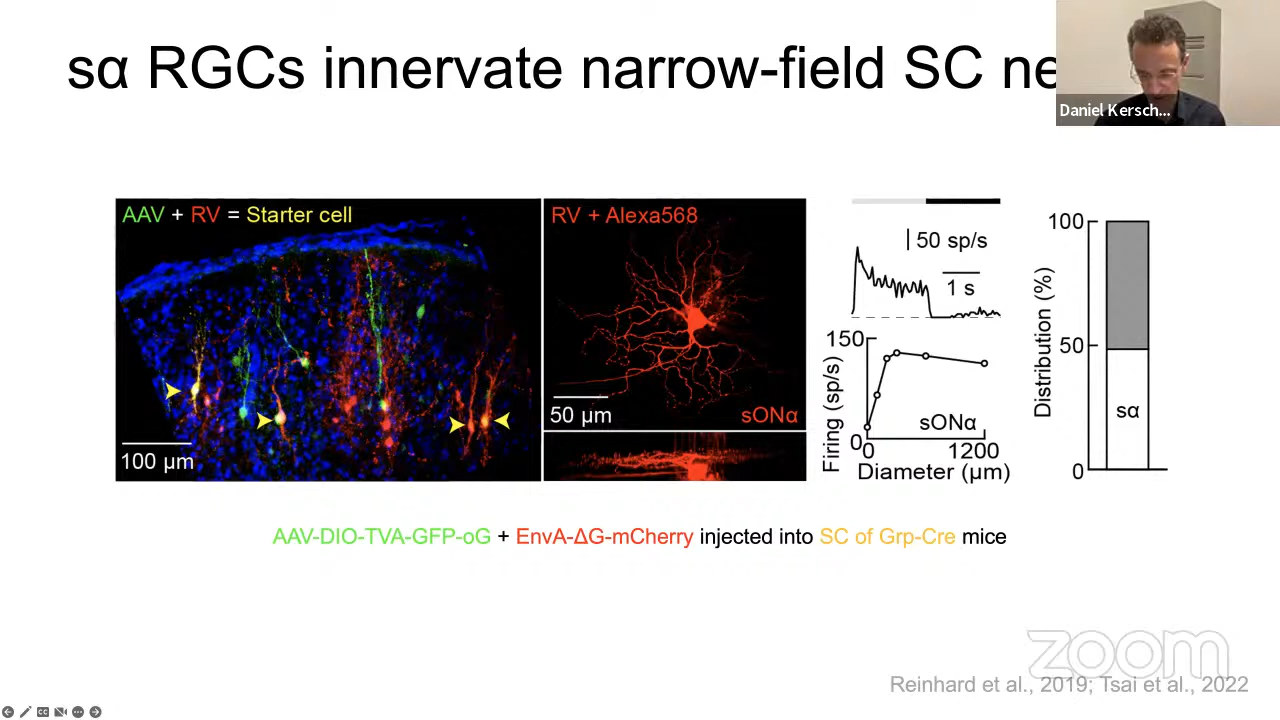 sα RGCs innervate narrow-field SC ne
Daniel Kersch...
AAV + RV = Starter cell
100 µm
RV + Alexa568
50 µm
sONα
50 sp/s
1 s
150
0
Firing (sp/s)
sONα
0
1200
Diameter (µm)
100
50
0
Distribution (%)
sα
AAV-DIO-TVA-GFP-oG + EnvA-ΔG-mCherry injected into SC of Grp-Cre mice
zoom
Reinhard et al., 2019; Tsai et al., 2022